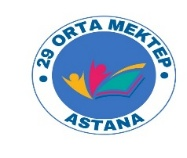 • 29 ORTA MEKTEP •
ASTANA